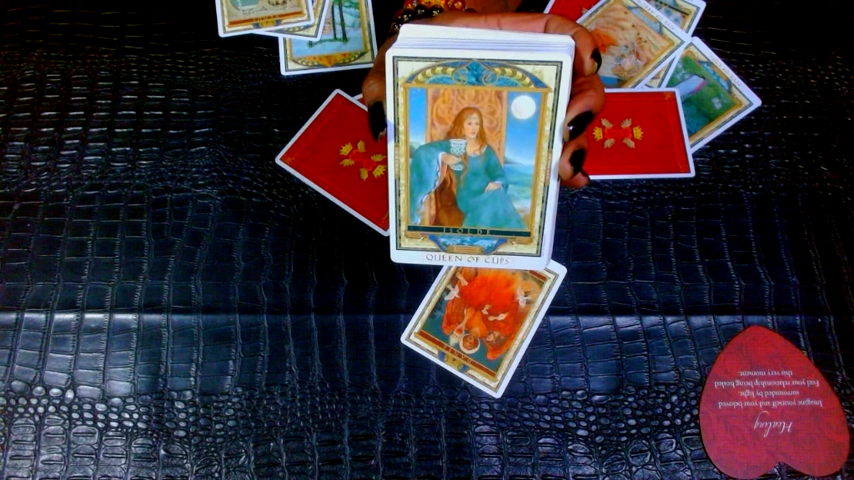 ISOLDE
QUEEN OF CUPS
Healing
Imagine yourself and your beloved
surrounded by light.
Feel your relationship being healed
this very moment.